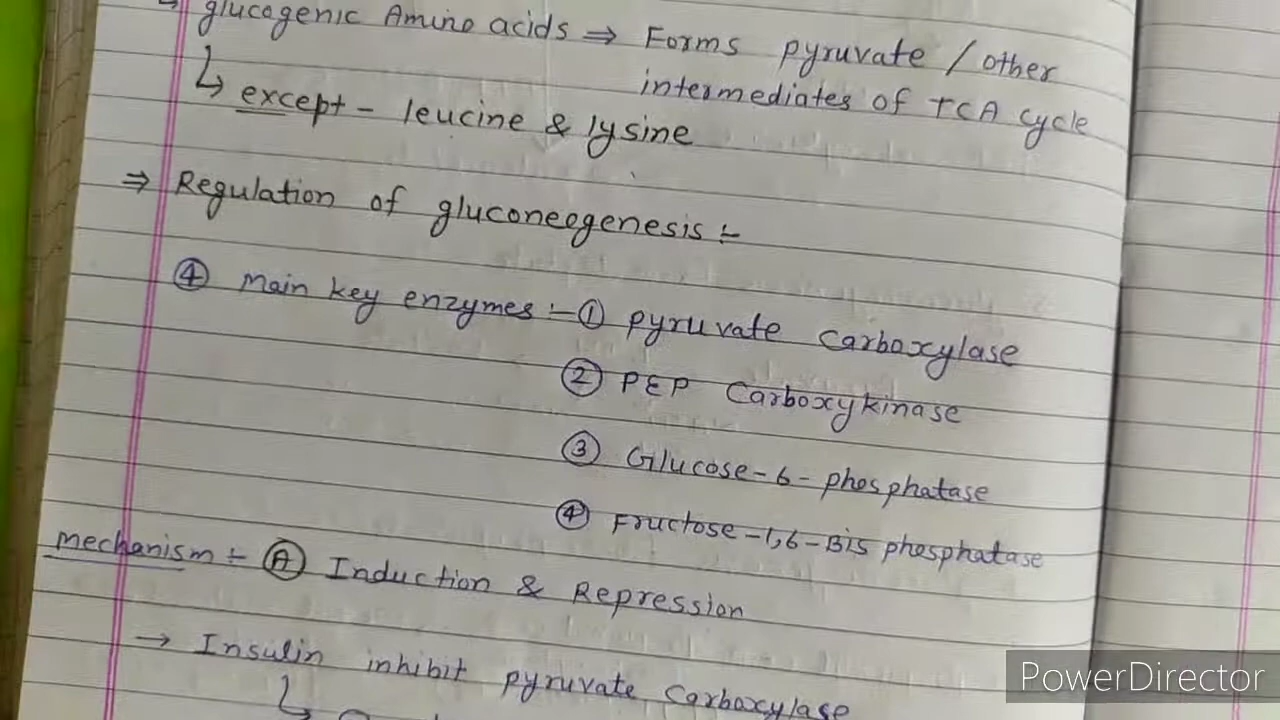 ↳ glucogenic Amino acids ⇒ Forms pyruvate / other
intermediates of TCA cycle
↳ except - leucine & lysine
⇒ Regulation of gluconeogenesis :-
④ Main key enzymes :- ① pyruvate carboxylase
② PEP Carboxykinase
③ Glucose-6-phosphatase
④ Fructose-1,6-Bis phosphatase
Mechanism :- Ⓐ Induction & Repression
→ Insulin inhibit pyruvate carboxylase
PowerDirector